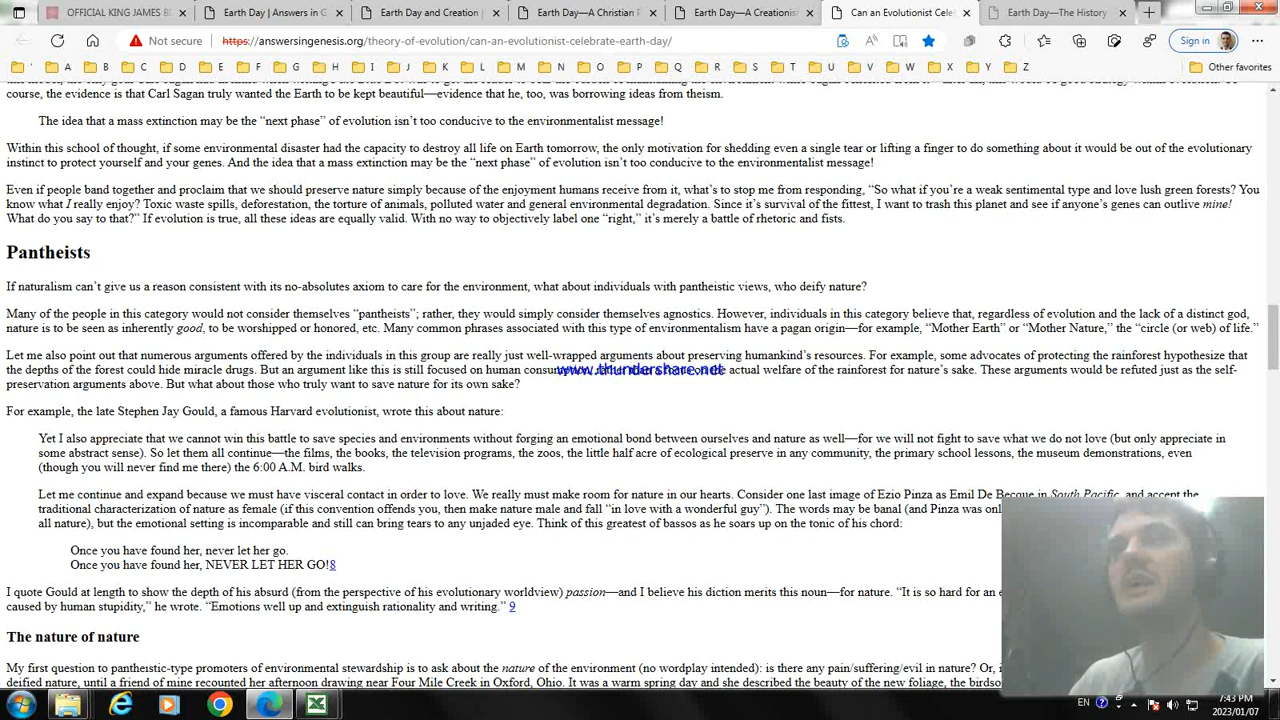 OFFICIAL KING JAMES BI
Earth Day | Answers in G
Earth Day and Creation |
Earth Day—A Christian P
Earth Day—A Creationist
Can an Evolutionist Cele
Earth Day—The History
Not secure
https://answersingenesis.org/theory-of-evolution/can-an-evolutionist-celebrate-earth-day/
Sign in
A B C D E F G H I J K L M N O P Q R S T U V W X Y Z
Other favorites
course, the evidence is that Carl Sagan truly wanted the Earth to be kept beautiful—evidence that he, too, was borrowing ideas from theism.
The idea that a mass extinction may be the “next phase” of evolution isn’t too conducive to the environmentalist message!
Within this school of thought, if some environmental disaster had the capacity to destroy all life on Earth tomorrow, the only motivation for shedding even a single tear or lifting a finger to do something about it would be out of the evolutionary
instinct to protect yourself and your genes. And the idea that a mass extinction may be the “next phase” of evolution isn’t too conducive to the environmentalist message!
Even if people band together and proclaim that we should preserve nature simply because of the enjoyment humans receive from it, what’s to stop me from responding, “So what if you’re a weak sentimental type and love lush green forests? You
know what I really enjoy? Toxic waste spills, deforestation, the torture of animals, polluted water and general environmental degradation. Since it’s survival of the fittest, I want to trash this planet and see if anyone’s genes can outlive mine!
What do you say to that?” If evolution is true, all these ideas are equally valid. With no way to objectively label one “right,” it’s merely a battle of rhetoric and fists.
Pantheists
If naturalism can’t give us a reason consistent with its no-absolutes axiom to care for the environment, what about individuals with pantheistic views, who deify nature?
Many of the people in this category would not consider themselves “pantheists”; rather, they would simply consider themselves agnostics. However, individuals in this category believe that, regardless of evolution and the lack of a distinct god,
nature is to be seen as inherently good, to be worshipped or honored, etc. Many common phrases associated with this type of environmentalism have a pagan origin—for example, “Mother Earth” or “Mother Nature,” the “circle (or web) of life.”
Let me also point out that numerous arguments offered by the individuals in this group are really just well-wrapped arguments about preserving humankind’s resources. For example, some advocates of protecting the rainforest hypothesize that
the depths of the forest could hide miracle drugs. But an argument like this is still focused on human www.thundershare.net actual welfare of the rainforest for nature’s sake. These arguments would be refuted just as the self-
preservation arguments above. But what about those who truly want to save nature for its own sake?
For example, the late Stephen Jay Gould, a famous Harvard evolutionist, wrote this about nature:
Yet I also appreciate that we cannot win this battle to save species and environments without forging an emotional bond between ourselves and nature as well—for we will not fight to save what we do not love (but only appreciate in
some abstract sense). So let them all continue—the films, the books, the television programs, the zoos, the little half acre of ecological preserve in any community, the primary school lessons, the museum demonstrations, even
(though you will never find me there) the 6:00 A.M. bird walks.
Let me continue and expand because we must have visceral contact in order to love. We really must make room for nature in our hearts. Consider one last image of Ezio Pinza as Emil De Becque in South Pacific, and accept the
traditional characterization of nature as female (if this convention offends you, then make nature male and fall “in love with a wonderful guy”). The words may be banal (and Pinza was
all nature), but the emotional setting is incomparable and still can bring tears to any unjaded eye. Think of this greatest of bassos as he soars up on the tonic of his chord:
Once you have found her, never let her go.
Once you have found her, NEVER LET HER GO!8
I quote Gould at length to show the depth of his absurd (from the perspective of his evolutionary worldview) passion—and I believe his diction merits this noun—for nature. “It is so hard for an
caused by human stupidity,” he wrote. “Emotions well up and extinguish rationality and writing.” 9
The nature of nature
My first question to pantheistic-type promoters of environmental stewardship is to ask about the nature of the environment (no wordplay intended): is there any pain/suffering/evil in nature? Or,
deified nature, until a friend of mine recounted her afternoon drawing near Four Mile Creek in Oxford, Ohio. It was a warm spring day and she described the beauty of the new foliage, the
EN
7:43 PM
2023/01/07